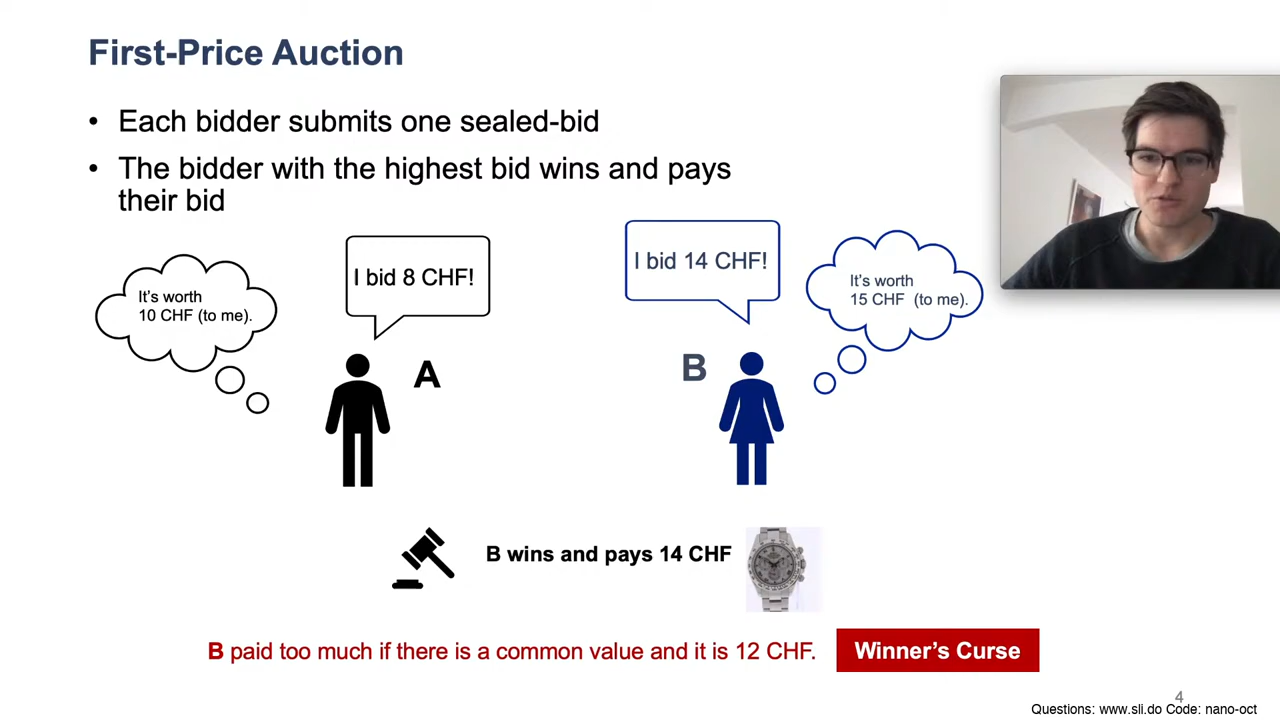 First-Price Auction
• Each bidder submits one sealed-bid
• The bidder with the highest bid wins and pays
their bid
It's worth
10 CHF (to me).
I bid 8 CHF!
A
I bid 14 CHF!
B
It's worth
15 CHF (to me).
B wins and pays 14 CHF
B paid too much if there is a common value and it is 12 CHF.
Winner's Curse
4
Questions: www.sli.do Code: nano-oct